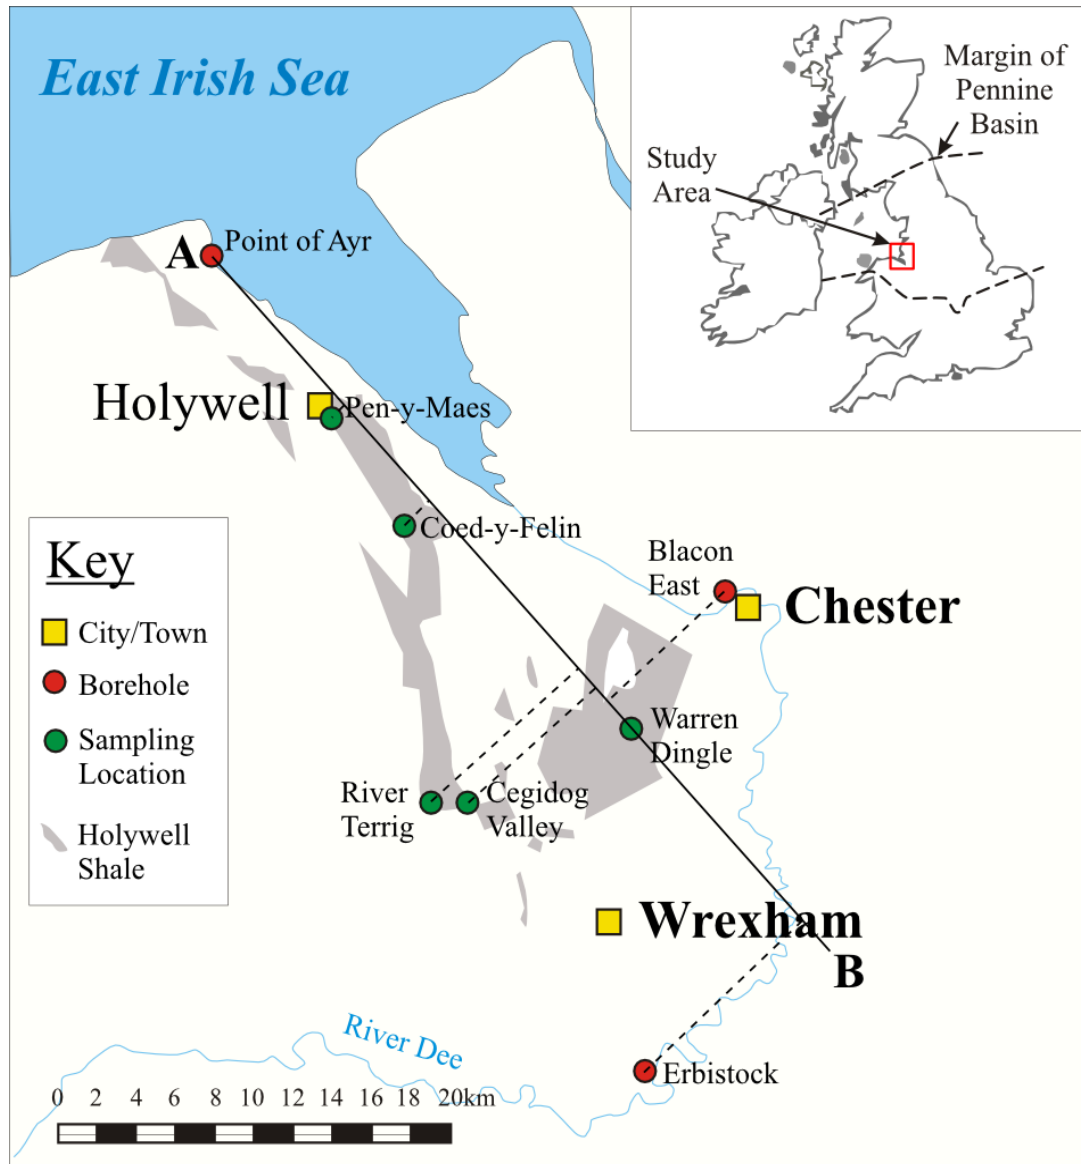 East Irish Sea
Margin of
Pennine
Basin
Study
Area
A
Point of Ayr
Holywell
Pen-y-Maes
Coed-y-Felin
Blacon
East
Chester
Warren
Dingle
River
Terrig
Cegidog
Valley
Wrexham
B
River Dee
Erbistock
Key
City/Town
Borehole
Sampling
Location
Holywell
Shale
0 2 4 6 8 10 12 14 16 18 20km